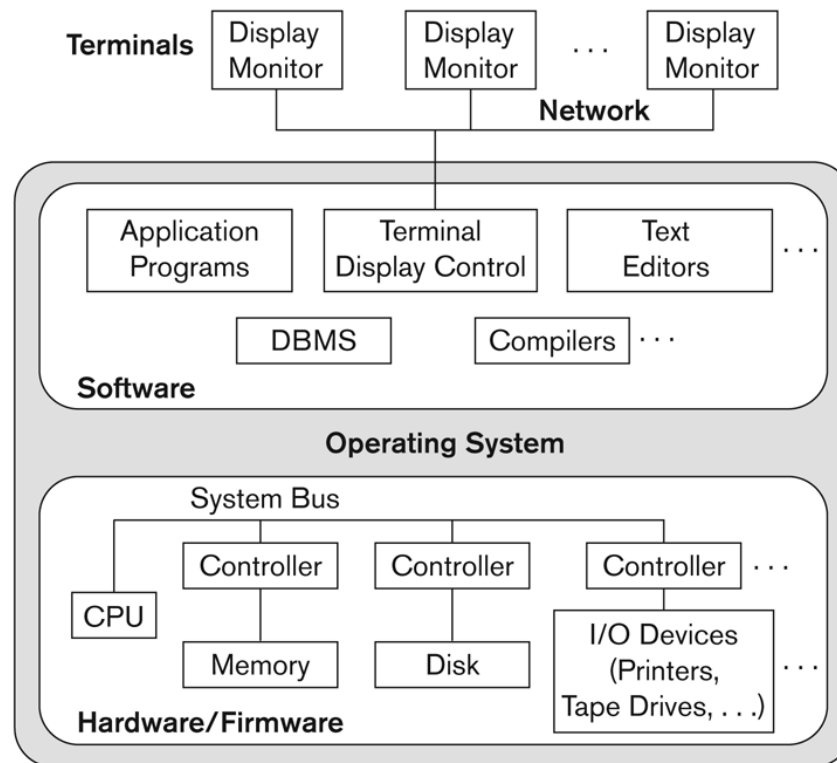 Terminals
Display
Monitor
Display
Monitor
. . .
Display
Monitor
Network
Application
Programs
Terminal
Display Control
Text
Editors
. . .
DBMS
Compilers
. . .
Software
Operating System
System Bus
CPU
Controller
Controller
Controller
. . .
Memory
Disk
I/O Devices
(Printers,
Tape Drives, . . .)
. . .
Hardware/Firmware